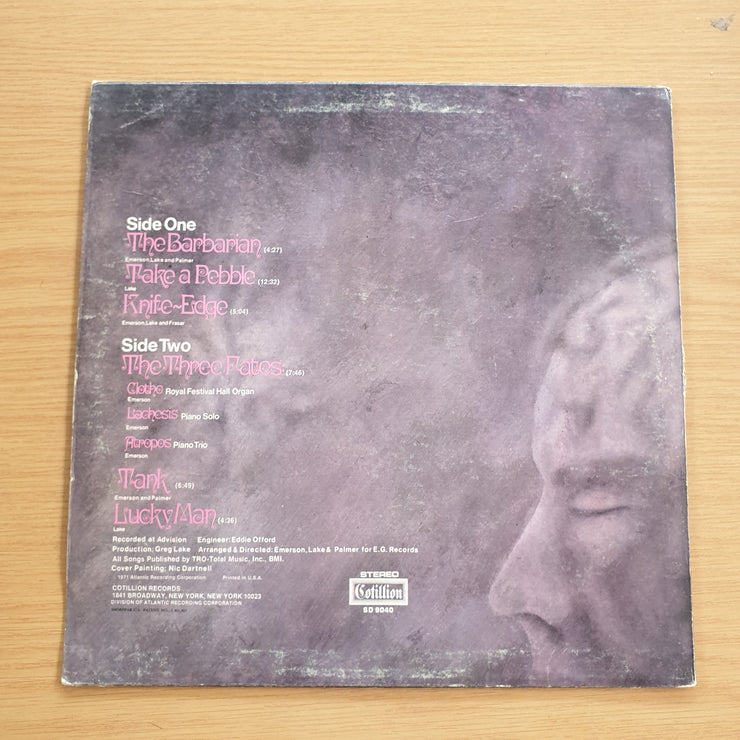 Side One
The Barbarian (4:27)
Emerson, Lake and Palmer
Take a Pebble (12:32)
Lake
Knife~Edge (5:04)
Emerson, Lake and Fraser
Side Two
The Three Fates (7:46)
Clotho Royal Festival Hall Organ
Emerson
Lachesis Piano Solo
Emerson
Atropos Piano Trio
Emerson
Tank (6:49)
Emerson and Palmer
Lucky Man (4:36)
Lake
Recorded at Advision Engineer: Eddie Offord
Production: Greg Lake Arranged & Directed: Emerson, Lake & Palmer for E.G. Records
All Songs Published by TRO-Total Music, Inc., BMI.
Cover Painting: Nic Dartnell
1971 Atlantic Recording Corporation Printed in U.S.A.
COTILLION RECORDS
1841 BROADWAY, NEW YORK, NEW YORK 10023
DIVISION OF ATLANTIC RECORDING CORPORATION
STEREO
Cotillion
SD 9040